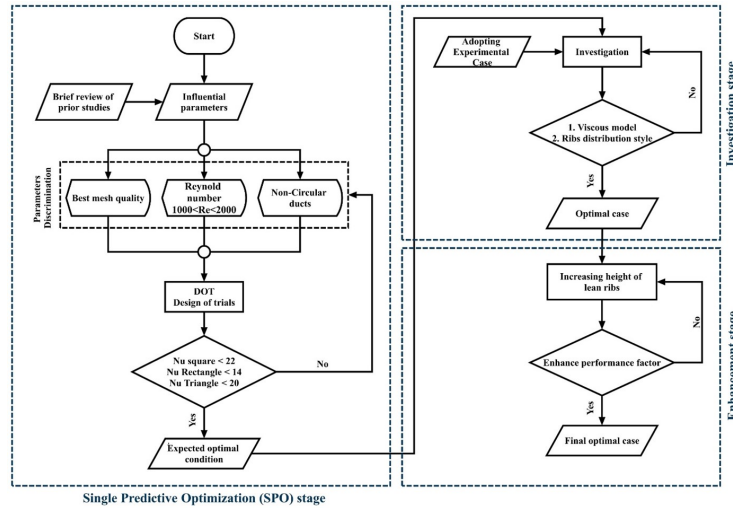 Start
Brief review of
prior studies
Influential
parameters
Parameters
Discrimination
Best mesh quality
Reynold
number
1000<Re<2000
Non-Circular
ducts
DOT
Design of trials
Nu square < 22
Nu Rectangle < 14
Nu Triangle < 20
No
Yes
Expected optimal
condition
Single Predictive Optimization (SPO) stage
Adopting
Experimental
Case
Investigation
No
1. Viscous model
2. Ribs distribution style
Yes
Optimal case
Investigation stage
Increasing height of
lean ribs
No
Enhance performance factor
Yes
Final optimal case
Enhancement stage